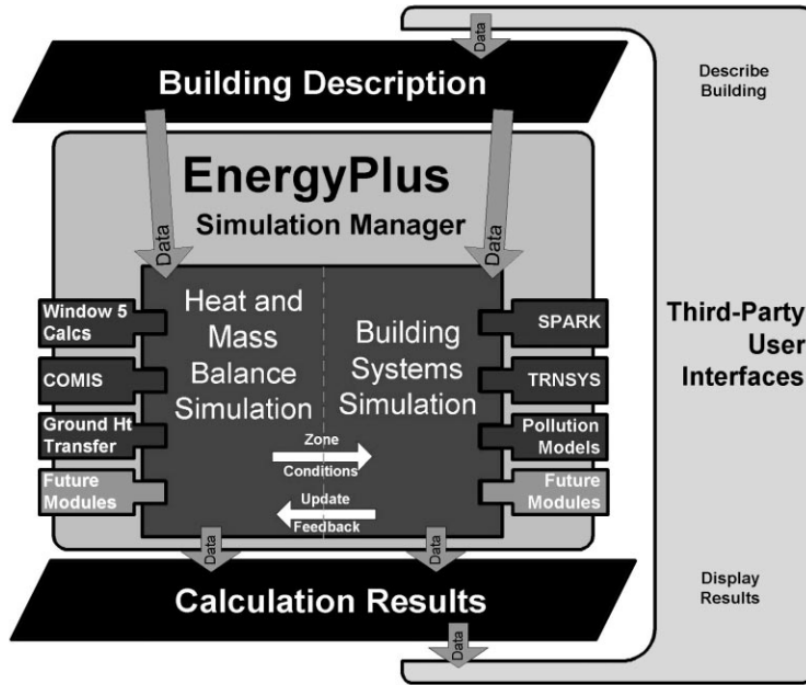 Data
Building Description
Describe
Building
EnergyPlus
Simulation Manager
Data
Data
Window 5
Calcs
COMIS
Ground Ht
Transfer
Future
Modules
Heat and
Mass
Balance
Simulation
Building
Systems
Simulation
Zone
Conditions
Update
Feedback
SPARK
TRNSYS
Pollution
Models
Future
Modules
Third-Party
User
Interfaces
Data
Data
Calculation Results
Display
Results
Data